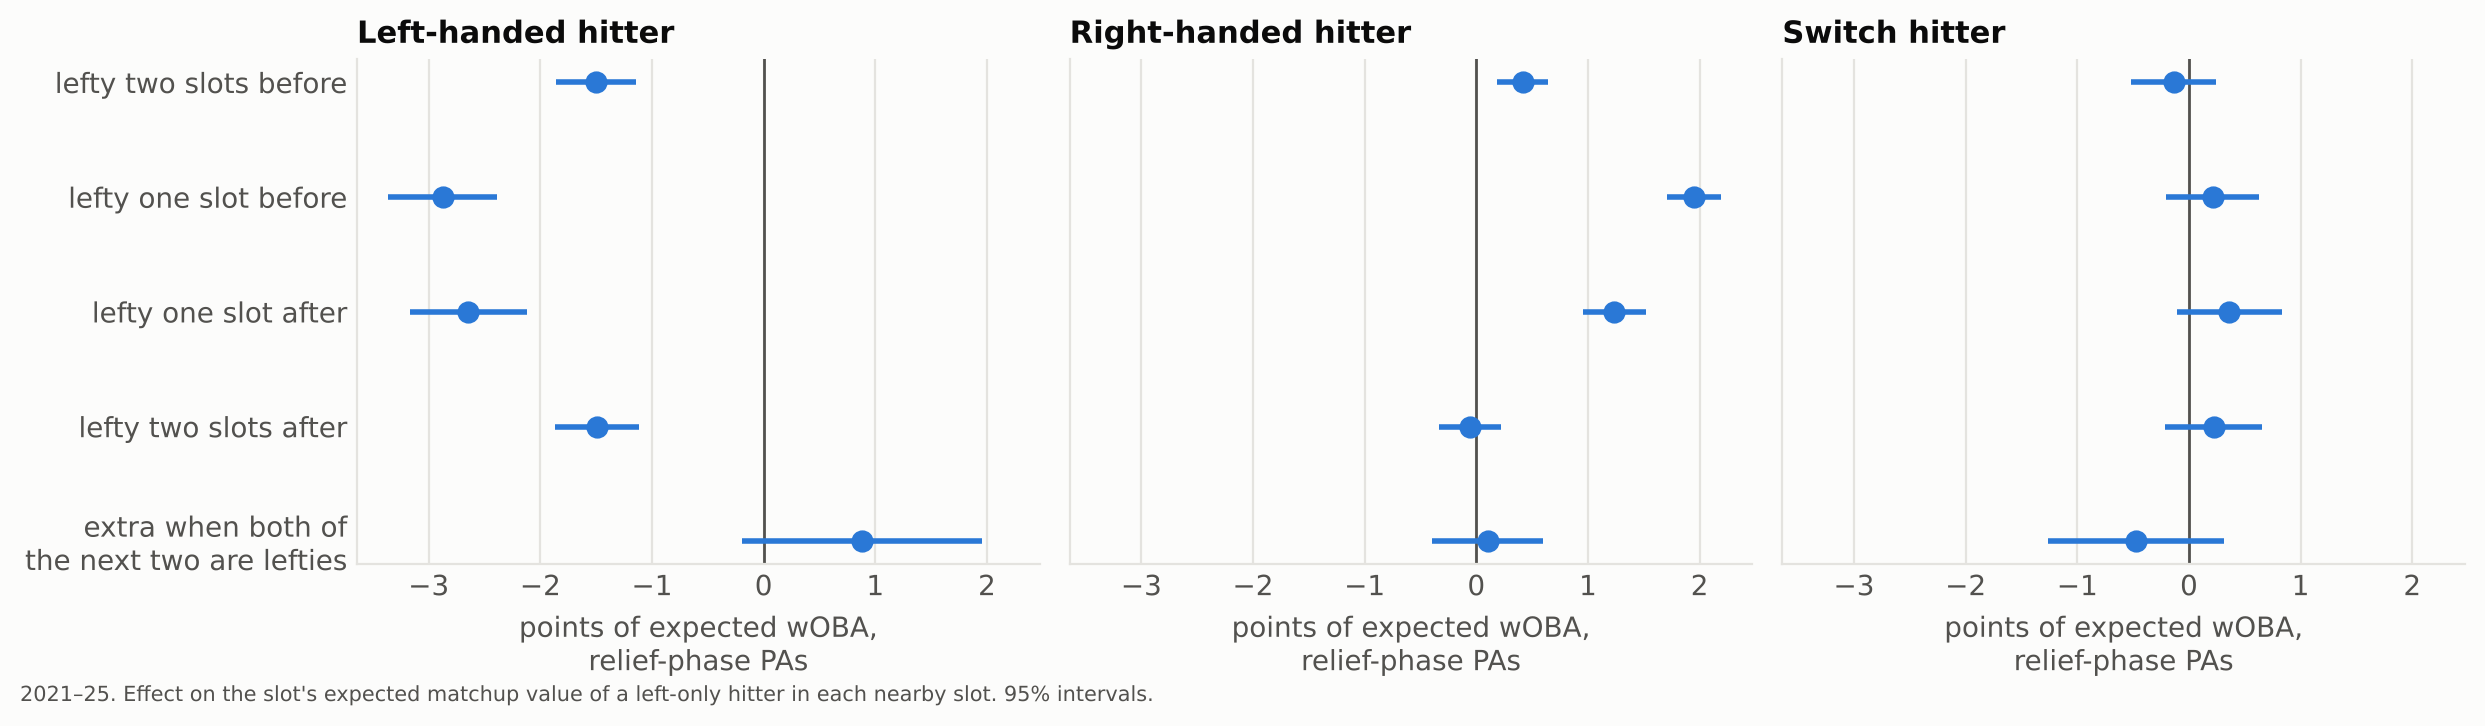 Left-handed hitter
Right-handed hitter
Switch hitter
lefty two slots before
lefty one slot before
lefty one slot after
lefty two slots after
extra when both of
the next two are lefties
−3 −2 −1 0 1 2
−3 −2 −1 0 1 2
−3 −2 −1 0 1 2
points of expected wOBA,
relief-phase PAs
points of expected wOBA,
relief-phase PAs
points of expected wOBA,
relief-phase PAs
2021–25. Effect on the slot's expected matchup value of a left-only hitter in each nearby slot. 95% intervals.